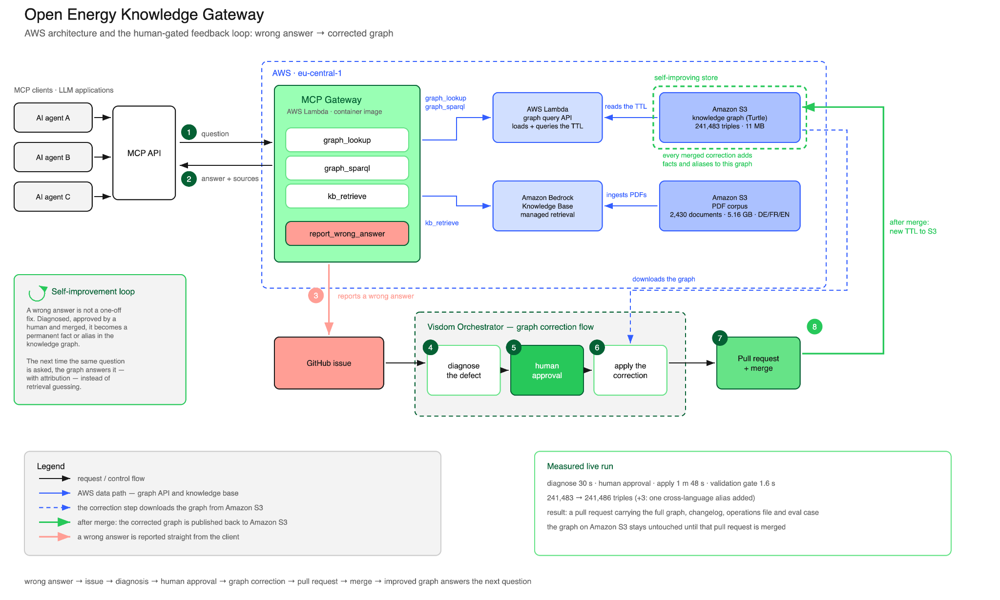 Open Energy Knowledge Gateway
AWS architecture and the human-gated feedback loop: wrong answer → corrected graph
MCP clients · LLM applications
AI agent A
AI agent B
AI agent C
MCP API
1
question
2
answer + sources
AWS · eu-central-1
MCP Gateway
AWS Lambda · container image
graph_lookup
graph_sparql
kb_retrieve
report_wrong_answer
graph_lookup
graph_sparql
kb_retrieve
AWS Lambda
graph query API
loads + queries the TTL
reads the TTL
self-improving store
Amazon S3
knowledge graph (Turtle)
241,483 triples · 11 MB
every merged correction adds
facts and aliases to this graph
Amazon Bedrock
Knowledge Base
managed retrieval
ingests PDFs
Amazon S3
PDF corpus
2,430 documents · 5.16 GB · DE/FR/EN
after merge:
new TTL to S3
downloads the graph
Self-improvement loop
A wrong answer is not a one-off
fix. Diagnosed, approved by a
human and merged, it becomes a
permanent fact or alias in the
knowledge graph.
The next time the same question
is asked, the graph answers it —
with attribution — instead of
retrieval guessing.
3
reports a wrong answer
GitHub issue
Visdom Orchestrator — graph correction flow
4
diagnose
the defect
5
human
approval
6
apply the
correction
7
Pull request
+ merge
8
Legend
request / control flow
AWS data path — graph API and knowledge base
the correction step downloads the graph from Amazon S3
after merge: the corrected graph is published back to Amazon S3
a wrong answer is reported straight from the client
Measured live run
diagnose 30 s · human approval · apply 1 m 48 s · validation gate 1.6 s
241,483 → 241,486 triples (+3: one cross-language alias added)
result: a pull request carrying the full graph, changelog, operations file and eval case
the graph on Amazon S3 stays untouched until that pull request is merged
wrong answer → issue → diagnosis → human approval → graph correction → pull request → merge → improved graph answers the next question